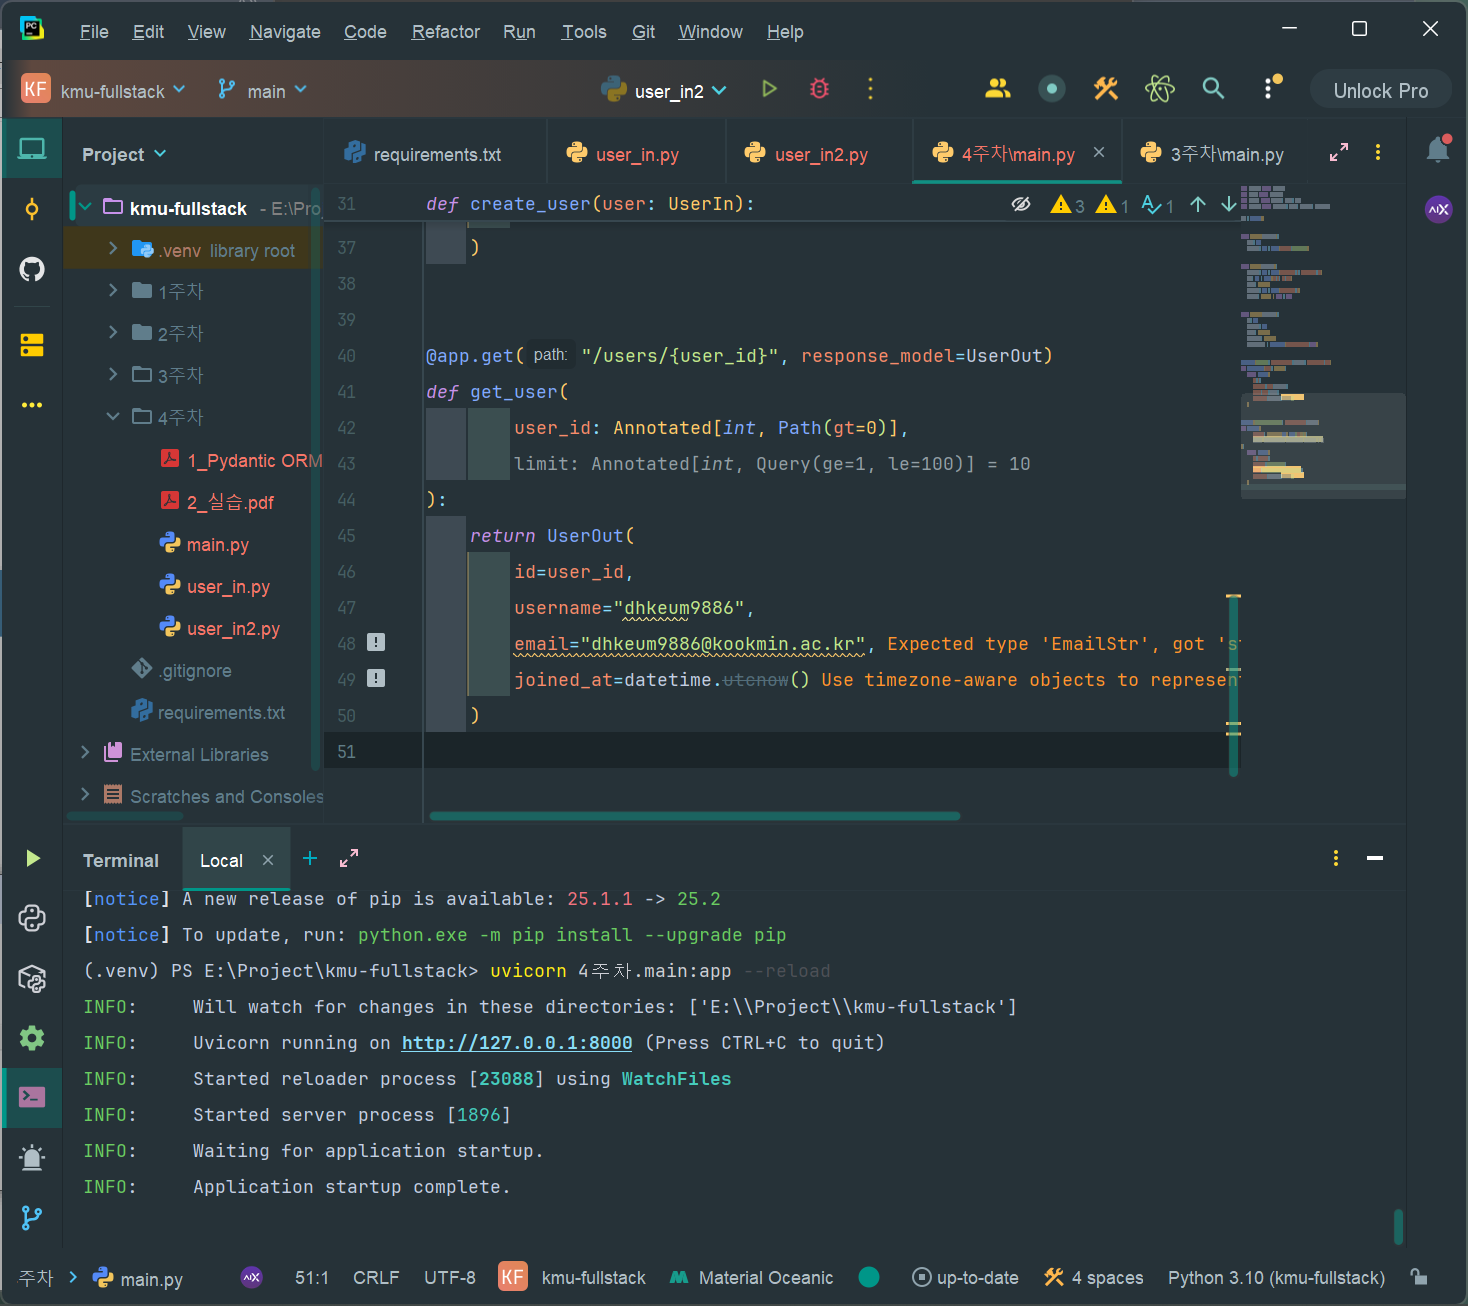 PC
File Edit View Navigate Code Refactor Run Tools Git Window Help
KF kmu-fullstack main user_in2 Unlock Pro
Project
requirements.txt user_in.py user_in2.py 4주차\main.py 3주차\main.py
kmu-fullstack - E:\Pro
.venv library root
1주차
2주차
3주차
4주차
1_Pydantic ORM
2_실습.pdf
main.py
user_in.py
user_in2.py
.gitignore
requirements.txt
External Libraries
Scratches and Consoles
31 def create_user(user: UserIn): 3 1 1
37 )
38
39
40 @app.get( path: "/users/{user_id}", response_model=UserOut)
41 def get_user(
42 user_id: Annotated[int, Path(gt=0)],
43 limit: Annotated[int, Query(ge=1, le=100)] = 10
44 ):
45 return UserOut(
46 id=user_id,
47 username="dhkeum9886",
48 email="dhkeum9886@kookmin.ac.kr", Expected type 'EmailStr', got 's
49 joined_at=datetime.utcnow() Use timezone-aware objects to represen
50 )
51
Terminal Local
[notice] A new release of pip is available: 25.1.1 -> 25.2
[notice] To update, run: python.exe -m pip install --upgrade pip
(.venv) PS E:\Project\kmu-fullstack> uvicorn 4주차.main:app --reload
INFO: Will watch for changes in these directories: ['E:\\Project\\kmu-fullstack']
INFO: Uvicorn running on http://127.0.0.1:8000 (Press CTRL+C to quit)
INFO: Started reloader process [23088] using WatchFiles
INFO: Started server process [1896]
INFO: Waiting for application startup.
INFO: Application startup complete.
주차 main.py 51:1 CRLF UTF-8 KF kmu-fullstack Material Oceanic up-to-date 4 spaces Python 3.10 (kmu-fullstack)